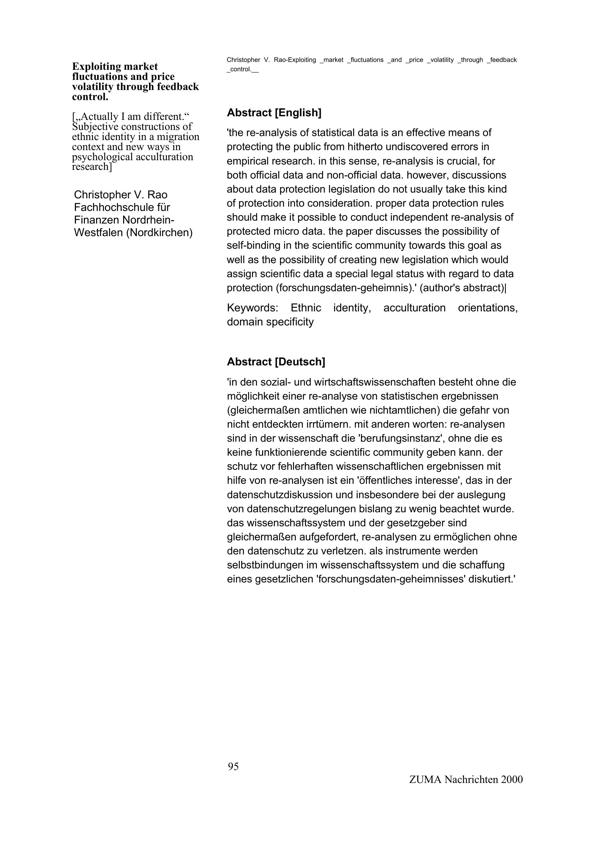 Christopher V. Rao-Exploiting _market _fluctuations _and _price _volatility _through _feedback
_control.__
Exploiting market
fluctuations and price
volatility through feedback
control.
[„Actually I am different.“
Subjective constructions of
ethnic identity in a migration
context and new ways in
psychological acculturation
research]
Christopher V. Rao
Fachhochschule für
Finanzen Nordrhein-
Westfalen (Nordkirchen)
Abstract [English]
'the re-analysis of statistical data is an effective means of
protecting the public from hitherto undiscovered errors in
empirical research. in this sense, re-analysis is crucial, for
both official data and non-official data. however, discussions
about data protection legislation do not usually take this kind
of protection into consideration. proper data protection rules
should make it possible to conduct independent re-analysis of
protected micro data. the paper discusses the possibility of
self-binding in the scientific community towards this goal as
well as the possibility of creating new legislation which would
assign scientific data a special legal status with regard to data
protection (forschungsdaten-geheimnis).' (author's abstract)|
Keywords: Ethnic identity, acculturation orientations,
domain specificity
Abstract [Deutsch]
'in den sozial- und wirtschaftswissenschaften besteht ohne die
möglichkeit einer re-analyse von statistischen ergebnissen
(gleichermaßen amtlichen wie nichtamtlichen) die gefahr von
nicht entdeckten irrtümern. mit anderen worten: re-analysen
sind in der wissenschaft die 'berufungsinstanz', ohne die es
keine funktionierende scientific community geben kann. der
schutz vor fehlerhaften wissenschaftlichen ergebnissen mit
hilfe von re-analysen ist ein 'öffentliches interesse', das in der
datenschutzdiskussion und insbesondere bei der auslegung
von datenschutzregelungen bislang zu wenig beachtet wurde.
das wissenschaftssystem und der gesetzgeber sind
gleichermaßen aufgefordert, re-analysen zu ermöglichen ohne
den datenschutz zu verletzen. als instrumente werden
selbstbindungen im wissenschaftssystem und die schaffung
eines gesetzlichen 'forschungsdaten-geheimnisses' diskutiert.'
95
ZUMA Nachrichten 2000